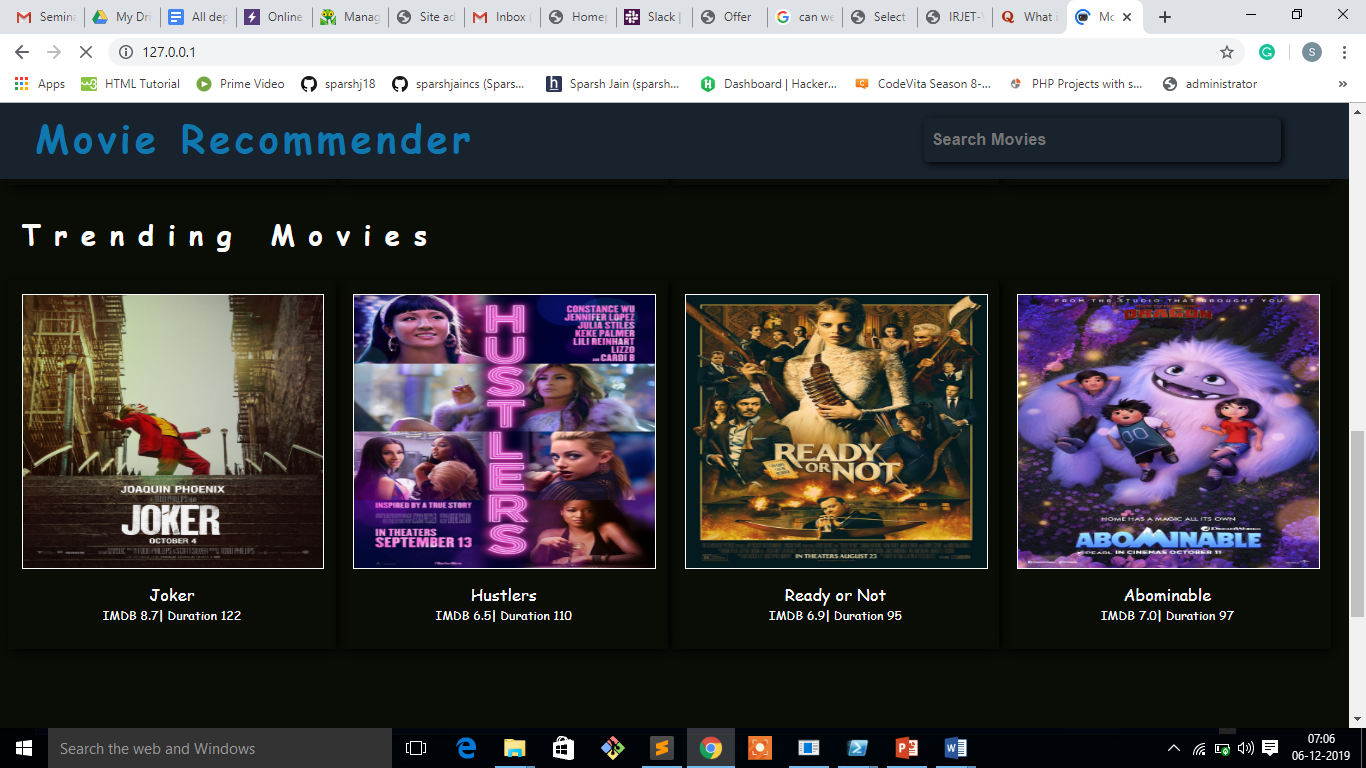 Semina
My Dri
All dep
Online
Manag
Site ad
Inbox
Homep
Slack |
Offer
can we
Select
IRJET-
What i
Mc
127.0.0.1
S
Apps
HTML Tutorial
Prime Video
sparshj18
sparshjaincs (Spars...
Sparsh Jain (sparsh...
Dashboard | Hacker...
CodeVita Season 8-...
PHP Projects with s...
administrator
»
Movie Recommender
Search Movies
Trending Movies
JOAQUIN PHOENIX
JOKER
OCTOBER 4
CONSTANCE WU
JENNIFER LOPEZ
JULIA STILES
KEKE PALMER
LILI REINHART
LIZZO
AND CARDI B
HUSTLERS
INSPIRED BY A TRUE STORY
IN THEATERS
SEPTEMBER 13
READY
OR NOT
IN THEATERS AUGUST 23
FROM THE STUDIO THAT BROUGHT YOU
DRAGON
HOME HAS A MAGIC ALL ITS OWN
DREAMWORKS
ABOMINABLE
IN CINEMAS OCTOBER 11
Joker
IMDB 8.7| Duration 122
Hustlers
IMDB 6.5| Duration 110
Ready or Not
IMDB 6.9| Duration 95
Abominable
IMDB 7.0| Duration 97
Search the web and Windows
07:06
06-12-2019